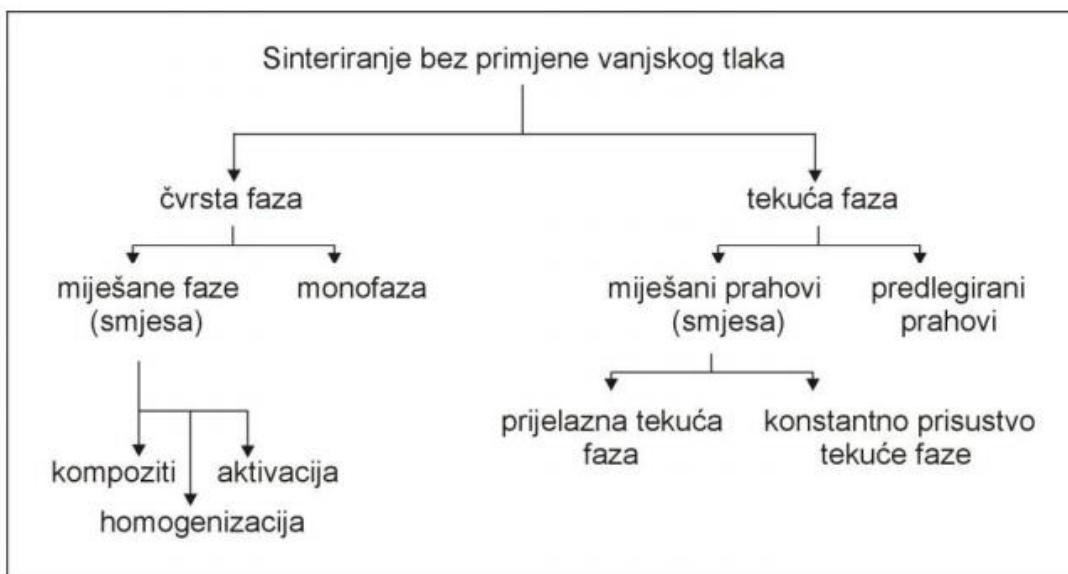 Sinteriranje bez primjene vanjskog tlaka
čvrsta faza
tekuća faza
miješane faze
(smjesa)
monofaza
miješani prahovi
(smjesa)
predlegirani
prahovi
prijelazna tekuća
faza
konstantno prisustvo
tekuće faze
kompoziti
aktivacija
homogenizacija